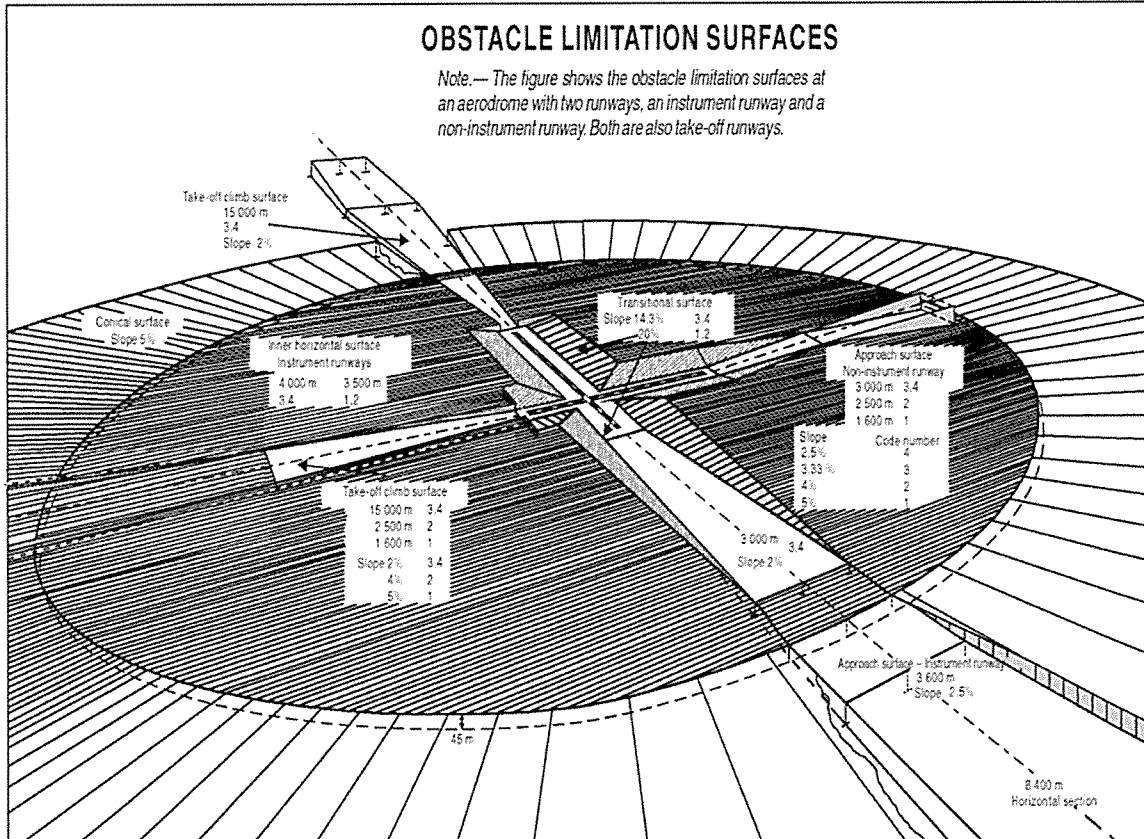 OBSTACLE LIMITATION SURFACES
Note.— The figure shows the obstacle limitation surfaces at
an aerodrome with two runways, an instrument runway and a
non-instrument runway. Both are also take-off runways.
Take-off climb surface
15 000 m
3.4
Slope 2%
Conical surface
Slope 5%
Inner horizontal surface
Instrument runways
4 000 m 3 500 m
3.4 1.2
Transitional surface
Slope 14.3% 3.4
20% 1.2
Approach surface
Non-instrument runway
3 000 m 3.4
2 500 m 2
1 600 m 1
Slope Code number
2.5% 4
3.33 % 3
4% 2
5% 1
Take-off climb surface
15 000 m 3.4
2 500 m 2
1 600 m 1
Slope 2% 3.4
4% 2
5% 1
3 000 m 3.4
Slope 2%
Approach surface – Instrument runway
3 600 m
Slope 2.5%
45 m
8 400 m
Horizontal section